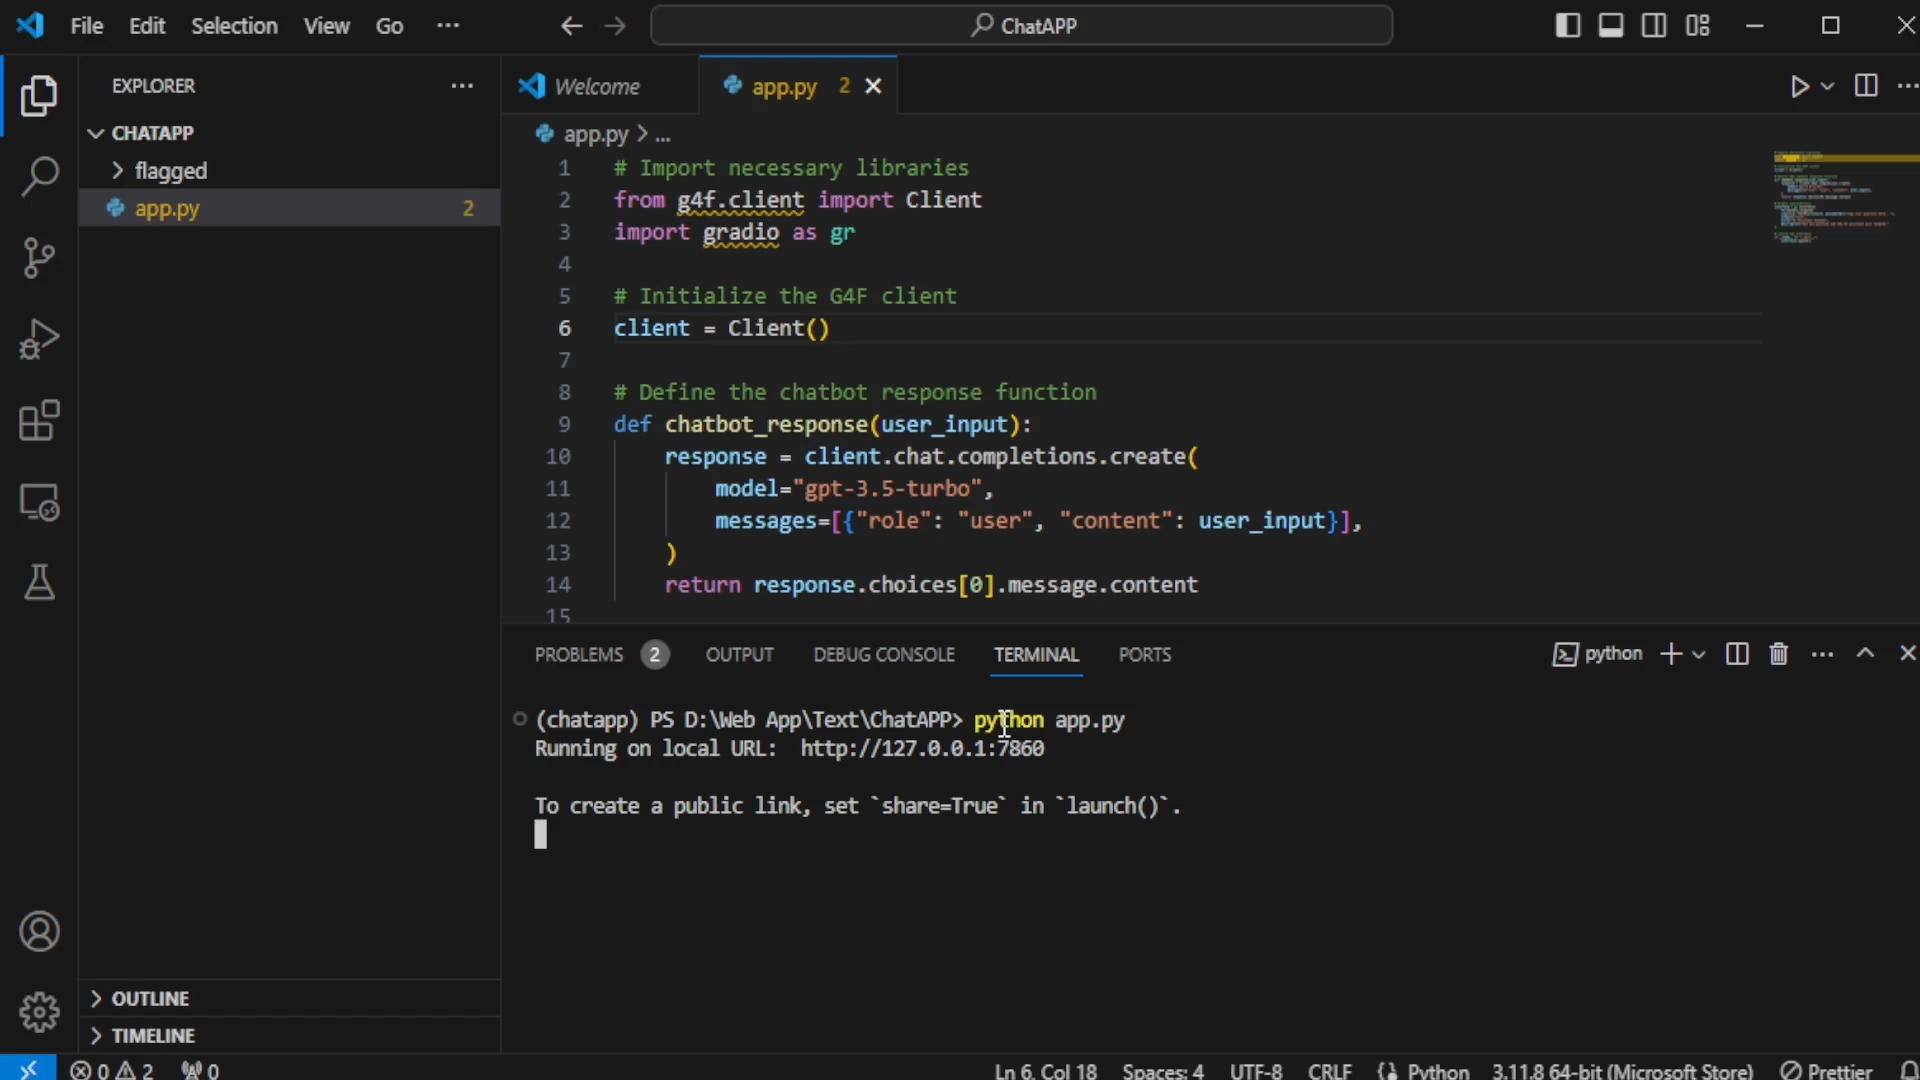 File Edit Selection View Go ...
ChatAPP
EXPLORER ...
Welcome
app.py 2
CHATAPP
flagged
app.py 2
app.py > ...
1 # Import necessary libraries
2 from g4f.client import Client
3 import gradio as gr
4
5 # Initialize the G4F client
6 client = Client()
7
8 # Define the chatbot response function
9 def chatbot_response(user_input):
10 response = client.chat.completions.create(
11 model="gpt-3.5-turbo",
12 messages=[{"role": "user", "content": user_input}],
13 )
14 return response.choices[0].message.content
15
PROBLEMS 2 OUTPUT DEBUG CONSOLE TERMINAL PORTS
python
(chatapp) PS D:\Web App\Text\ChatAPP> python app.py
Running on local URL:  http://127.0.0.1:7860
To create a public link, set `share=True` in `launch()`.
OUTLINE
TIMELINE
0 2 0
Ln 6, Col 18 Spaces: 4 UTF-8 CRLF Python 3.11.8 64-bit (Microsoft Store) Prettier